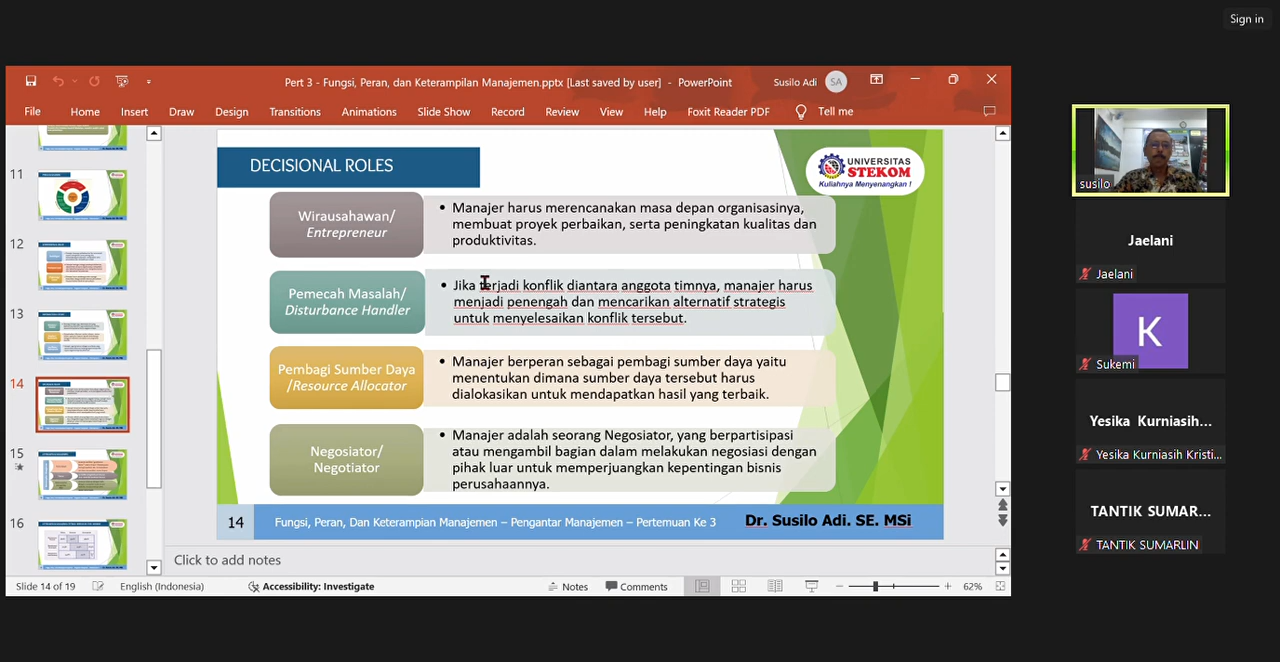 Sign in
Pert 3 - Fungsi, Peran, dan Keterampilan Manajemen.pptx [Last saved by user] - PowerPoint
Susilo Adi
SA
File Home Insert Draw Design Transitions Animations Slide Show Record Review View Help Foxit Reader PDF Tell me
11
12
13
14
15
16
DECISIONAL ROLES
UNIVERSITAS
STEKOM
Kuliahnya Menyenangkan !
Wirausahawan/
Entrepreneur
• Manajer harus merencanakan masa depan organisasinya,
membuat proyek perbaikan, serta peningkatan kualitas dan
produktivitas.
Pemecah Masalah/
Disturbance Handler
• Jika terjadi konflik diantara anggota timnya, manajer harus
menjadi penengah dan mencarikan alternatif strategis
untuk menyelesaikan konflik tersebut.
Pembagi Sumber Daya
/Resource Allocator
• Manajer berperan sebagai pembagi sumber daya yaitu
menentukan dimana sumber daya tersebut harus
dialokasikan untuk mendapatkan hasil yang terbaik.
Negosiator/
Negotiator
• Manajer adalah seorang Negosiator, yang berpartisipasi
atau mengambil bagian dalam melakukan negosiasi dengan
pihak luar untuk memperjuangkan kepentingan bisnis
perusahaannya.
14 Fungsi, Peran, Dan Keterampian Manajemen – Pengantar Manajemen – Pertemuan Ke 3 Dr. Susilo Adi. SE. MSi
Click to add notes
Slide 14 of 19 English (Indonesia) Accessibility: Investigate Notes Comments 62%
susilo
Jaelani
Jaelani
K
Sukemi
Yesika Kurniasih...
Yesika Kurniasih Kristi...
TANTIK SUMAR...
TANTIK SUMARLIN